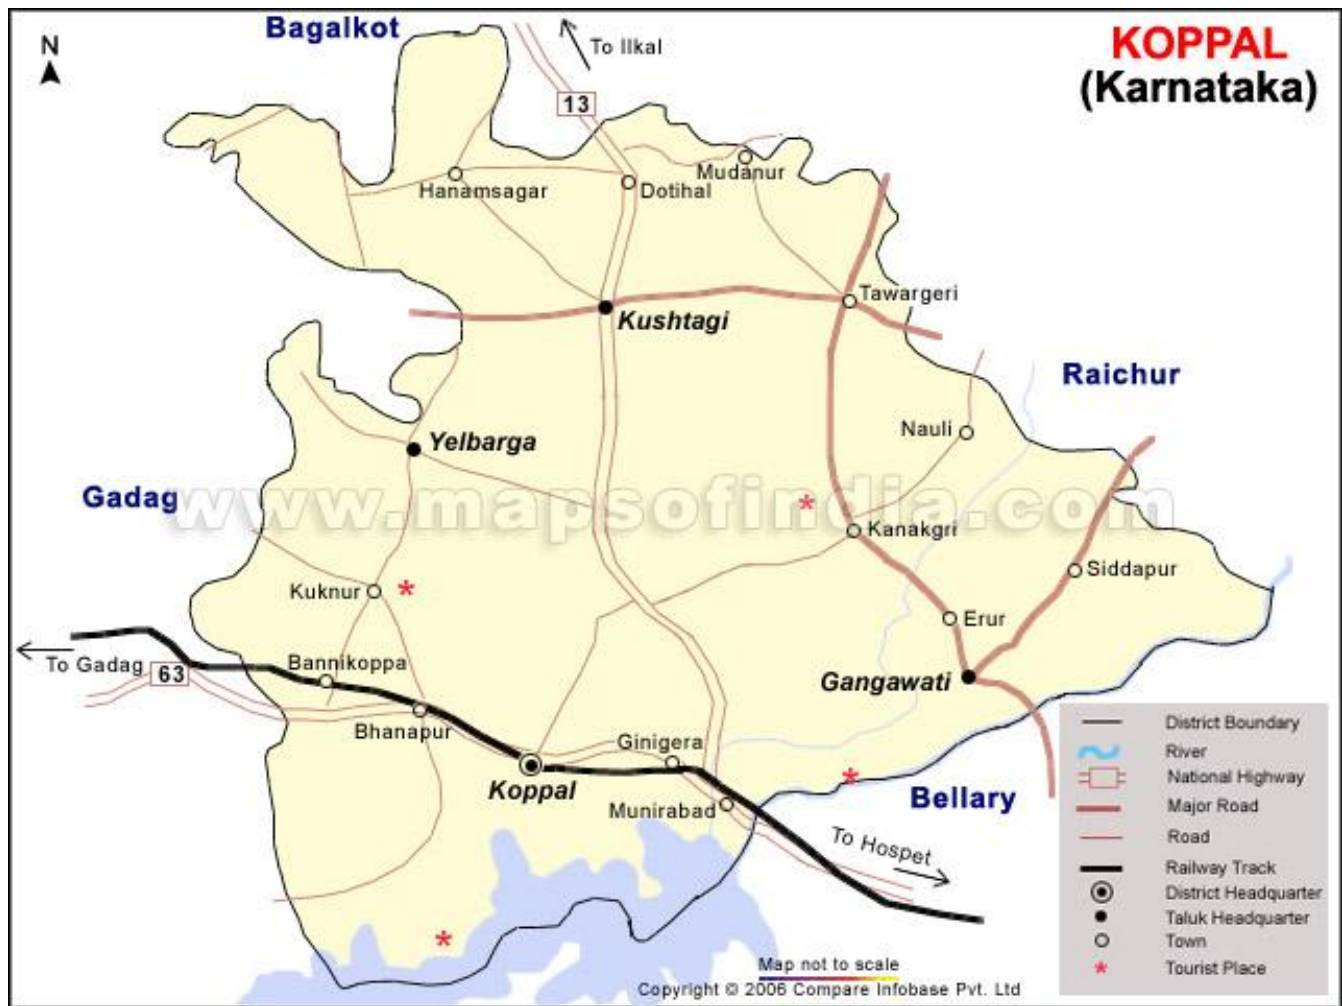 Bagalkot
N
To Ilkal
KOPPAL
(Karnataka)
13
Mudanur
Hanamsagar
Dotihal
Tawargeri
Kushtagi
Raichur
Nauli
Yelbarga
Gadag
www.mapsofindia.com
Kanakgri
Siddapur
Kuknur
Erur
To Gadag
63
Bannikoppa
Gangawati
Bhanapur
Ginigera
Koppal
Munirabad
Bellary
To Hospet
District Boundary
River
National Highway
Major Road
Road
Railway Track
District Headquarter
Taluk Headquarter
Town
Tourist Place
Map not to scale
Copyright © 2006 Compare Infobase Pvt. Ltd